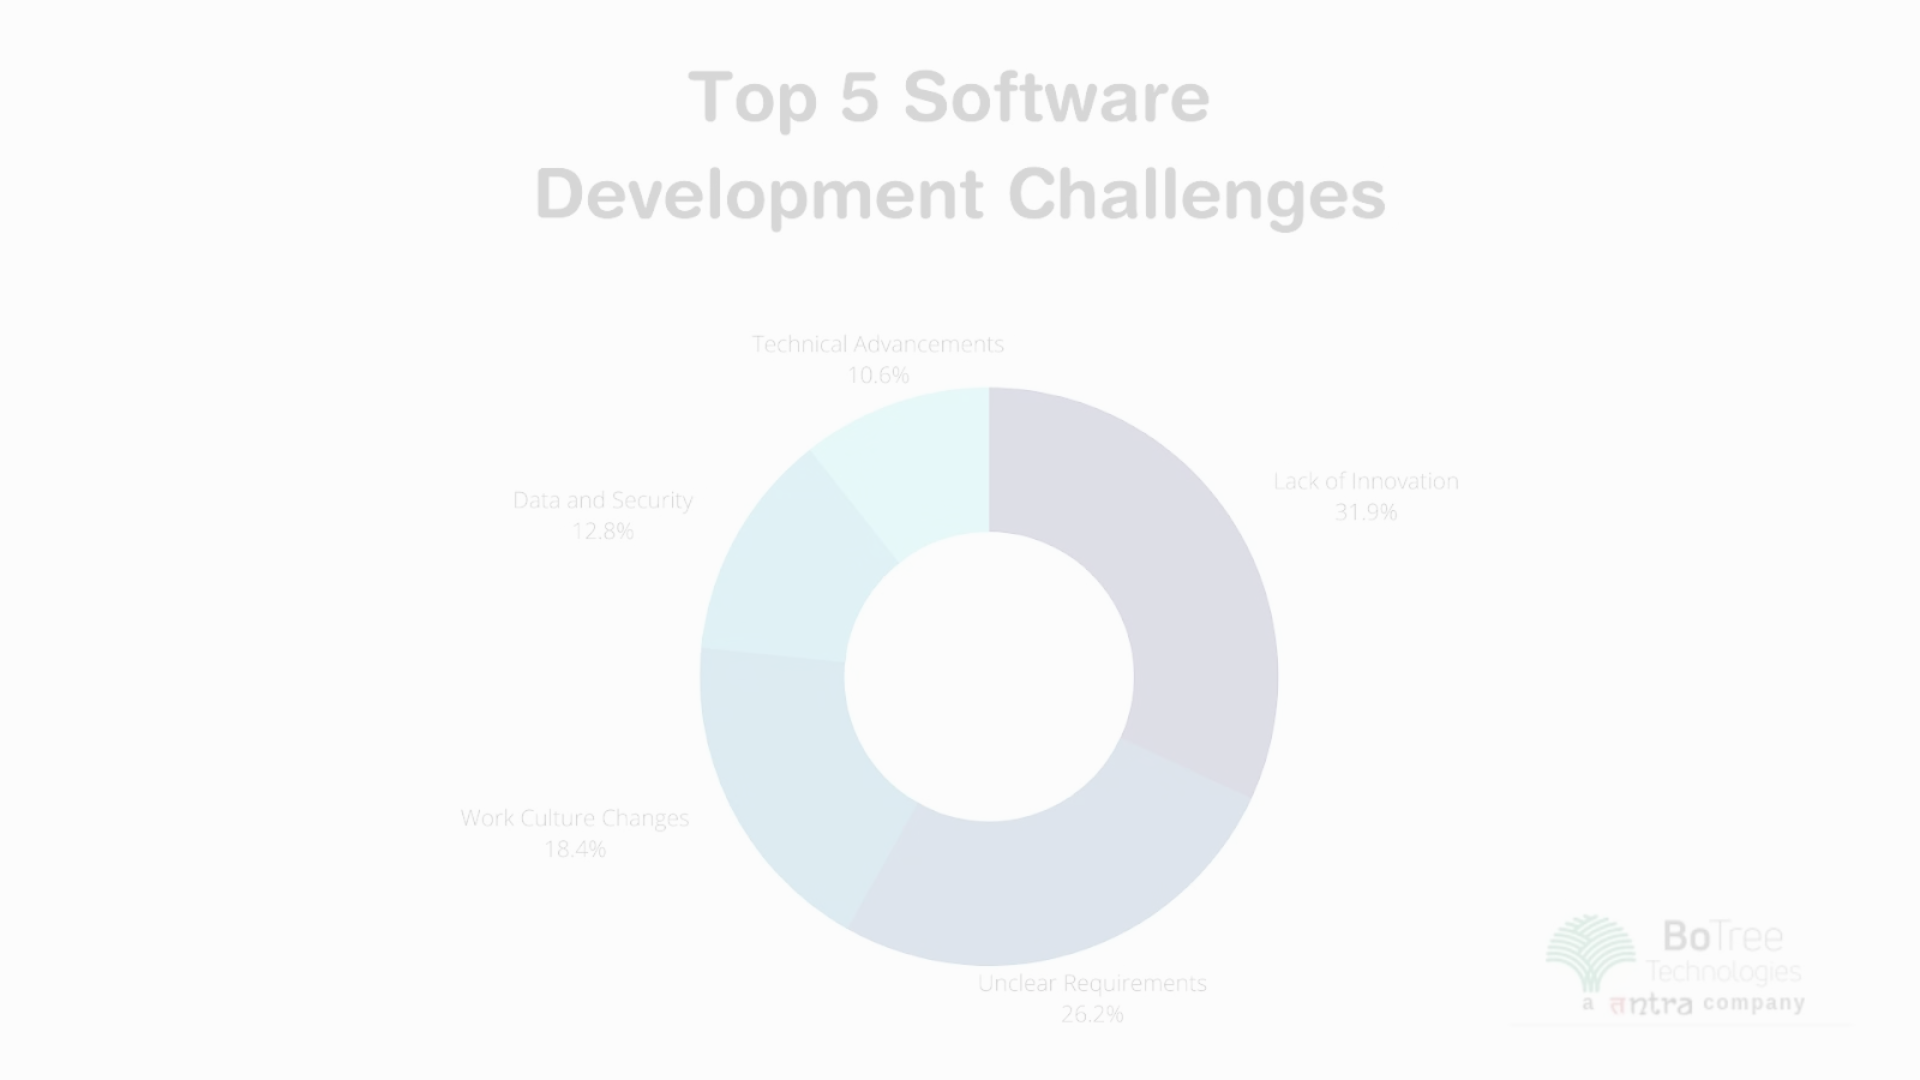 Top 5 Software
Development Challenges
Technical Advancements
10.6%
Lack of Innovation
31.9%
Data and Security
12.8%
Work Culture Changes
18.4%
Unclear Requirements
26.2%
BoTree
Technologies
a antra company